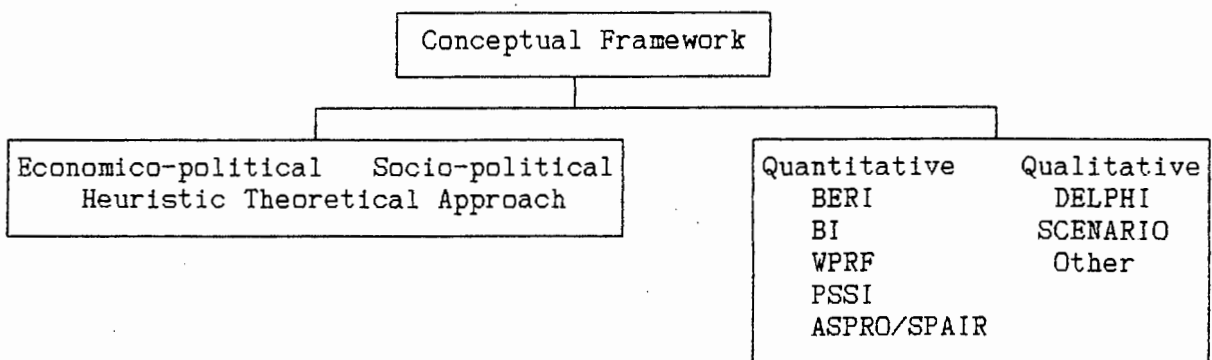 Conceptual Framework
Economico-political Socio-political
Heuristic Theoretical Approach
Quantitative Qualitative
BERI DELPHI
BI SCENARIO
WPRF Other
PSSI
ASPRO/SPAIR